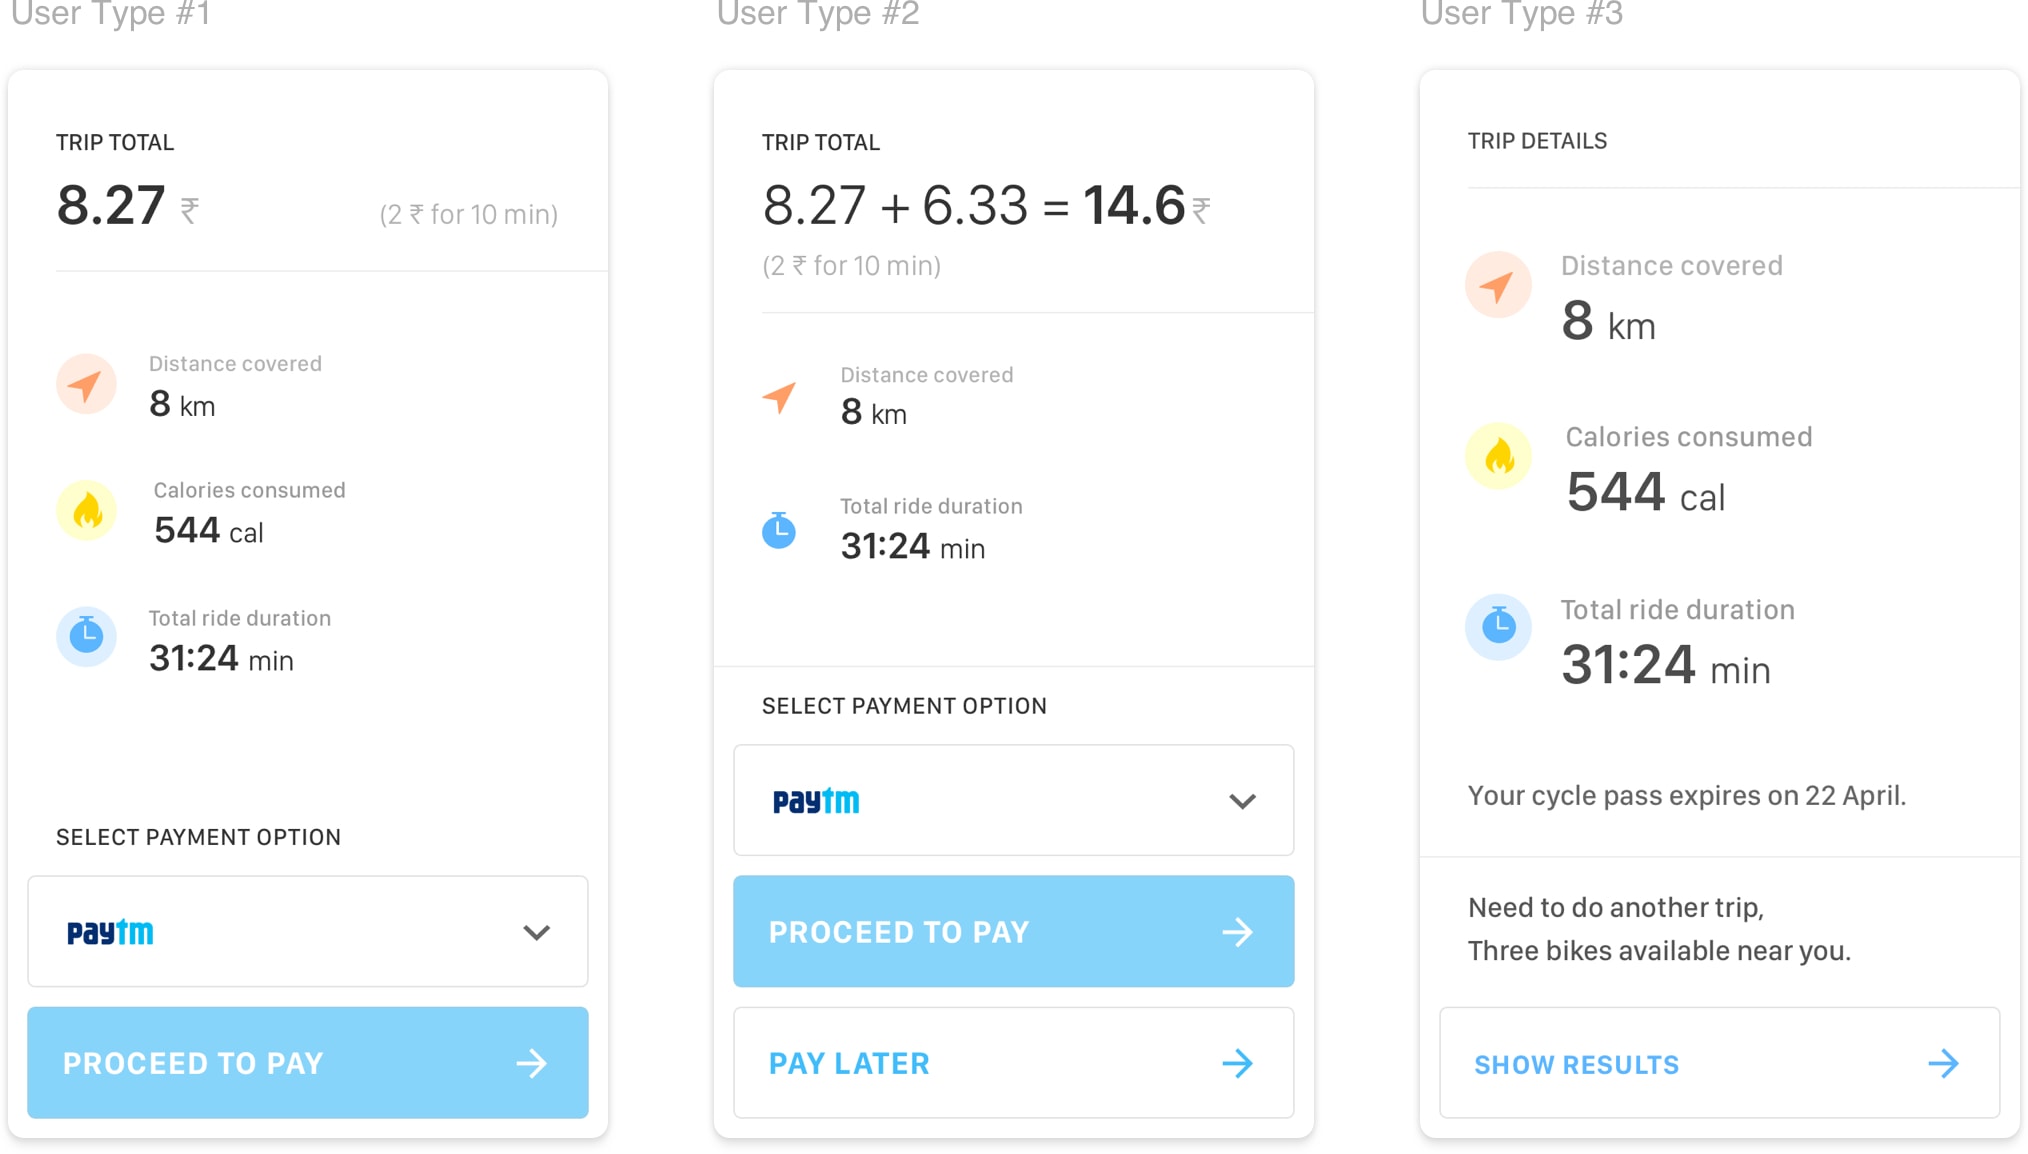 User Type #1
TRIP TOTAL
8.27 ₹
(2 ₹ for 10 min)
Distance covered
8 km
Calories consumed
544 cal
Total ride duration
31:24 min
SELECT PAYMENT OPTION
paytm
PROCEED TO PAY
User Type #2
TRIP TOTAL
8.27 + 6.33 = 14.6 ₹
(2 ₹ for 10 min)
Distance covered
8 km
Total ride duration
31:24 min
SELECT PAYMENT OPTION
paytm
PROCEED TO PAY
PAY LATER
User Type #3
TRIP DETAILS
Distance covered
8 km
Calories consumed
544 cal
Total ride duration
31:24 min
Your cycle pass expires on 22 April.
Need to do another trip,
Three bikes available near you.
SHOW RESULTS